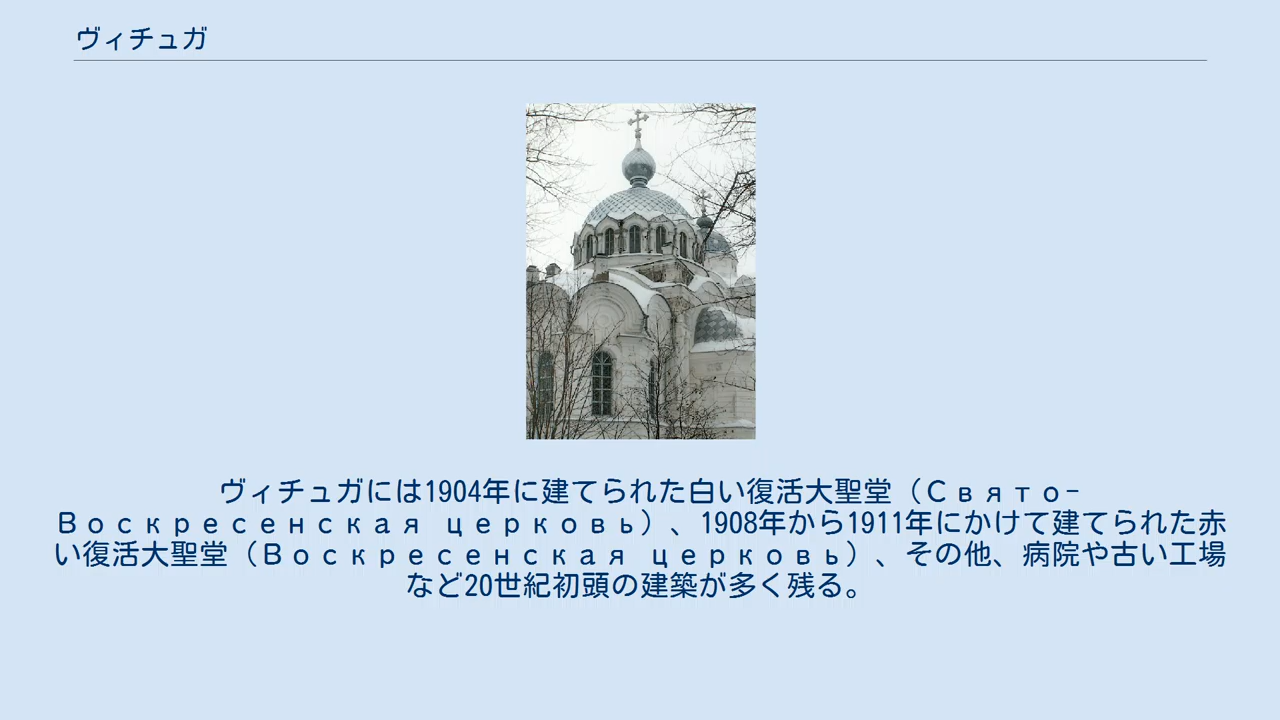 ヴィチュガ
ヴィチュガには1904年に建てられた白い復活大聖堂（Свято-
Воскресенская церковь）、1908年から1911年にかけて建てられた赤
い復活大聖堂（Воскресенская церковь）、その他、病院や古い工場
など20世紀初頭の建築が多く残る。